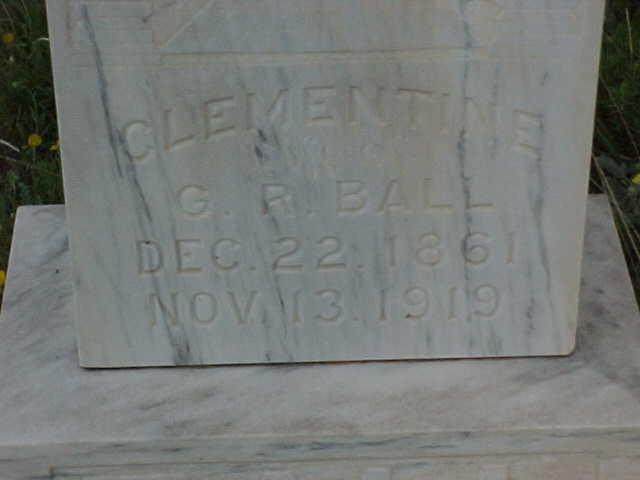 CLEMENTINE
G. R. BALL
DEC. 22. 1861
NOV. 13. 1919